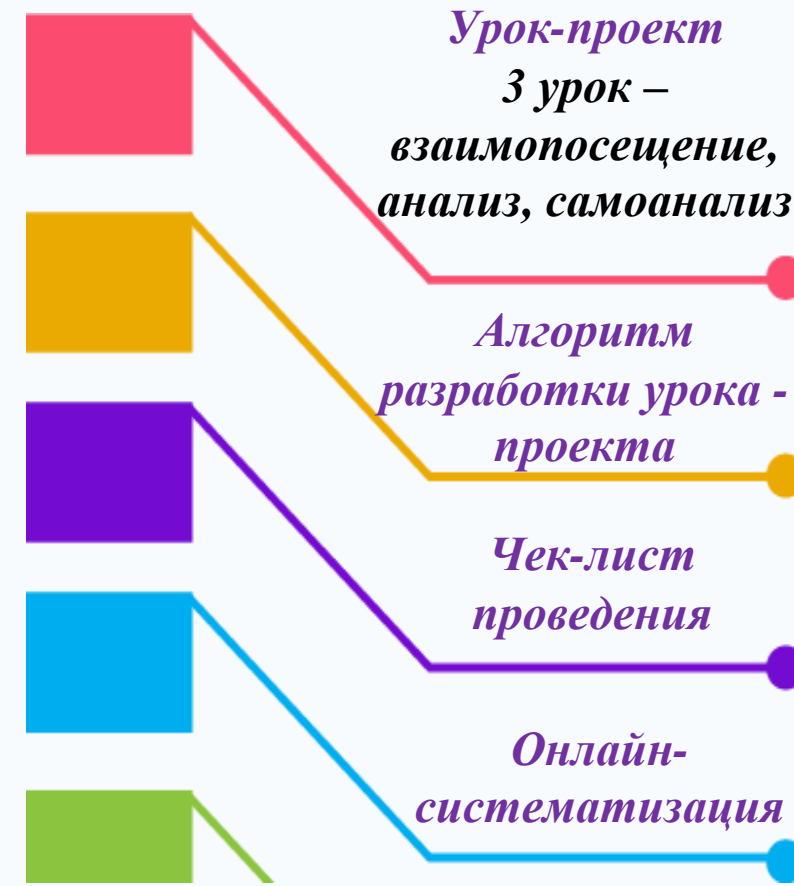 Урок-проект
3 урок –
взаимопосещение,
анализ, самоанализ
Алгоритм
разработки урока -
проекта
Чек-лист
проведения
Онлайн-
систематизация